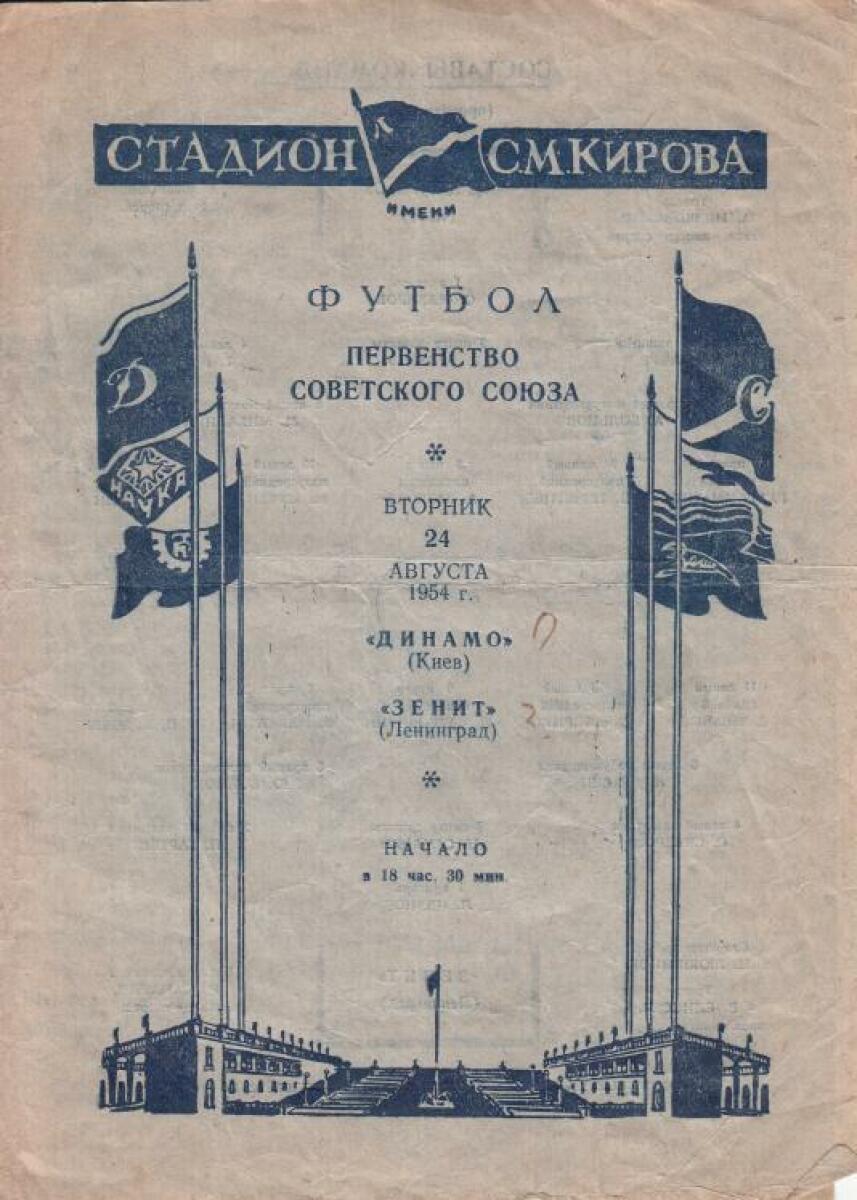 СТАДИОН
ИМЕНИ
С.М.КИРОВА
Л
ФУТБОЛ
ПЕРВЕНСТВО
СОВЕТСКОГО СОЮЗА
Д
НАУКА
С
ВТОРНИК
24
АВГУСТА
1954 г.
«ДИНАМО» 0
(Киев)
«ЗЕНИТ»
(Ленинград)
НАЧАЛО
в 18 час. 30 мин.